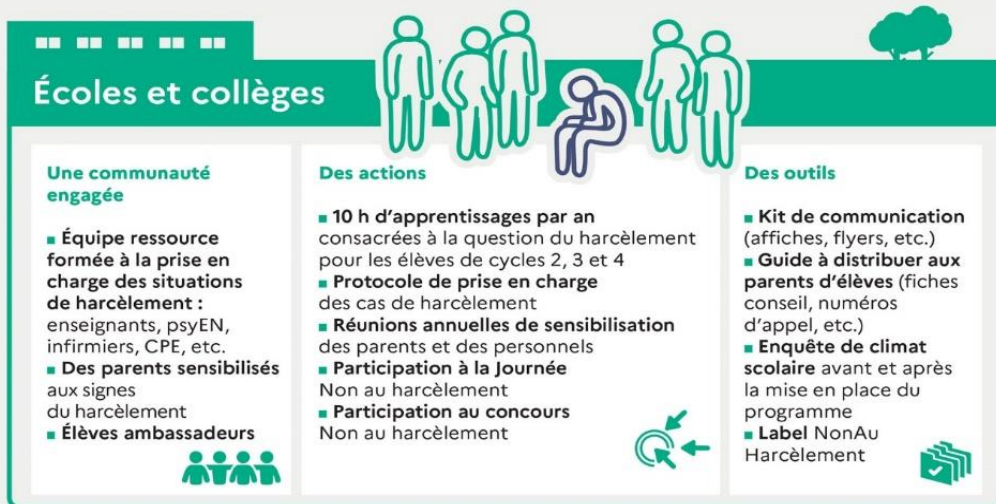 Écoles et collèges
Une communauté
engagée
■ Équipe ressource
formée à la prise en
charge des situations
de harcèlement :
enseignants, psyEN,
infirmiers, CPE, etc.
■ Des parents sensibilisés
aux signes
du harcèlement
■ Élèves ambassadeurs
Des actions
■ 10 h d’apprentissages par an
consacrées à la question du harcèlement
pour les élèves de cycles 2, 3 et 4
■ Protocole de prise en charge
des cas de harcèlement
■ Réunions annuelles de sensibilisation
des parents et des personnels
■ Participation à la Journée
Non au harcèlement
■ Participation au concours
Non au harcèlement
Des outils
■ Kit de communication
(affiches, flyers, etc.)
■ Guide à distribuer aux
parents d’élèves (fiches
conseil, numéros
d’appel, etc.)
■ Enquête de climat
scolaire avant et après
la mise en place du
programme
■ Label NonAu
Harcèlement